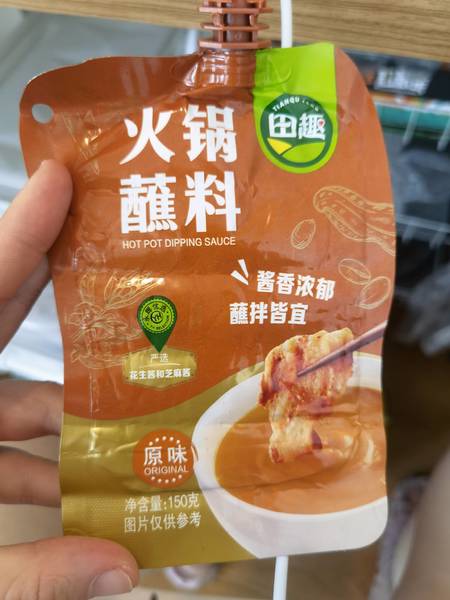 TIANQU
田趣
火锅
蘸料
HOT POT DIPPING SAUCE
酱香浓郁
蘸拌皆宜
严选
花生酱和芝麻酱
原味
ORIGINAL
净含量:150克
图片仅供参考